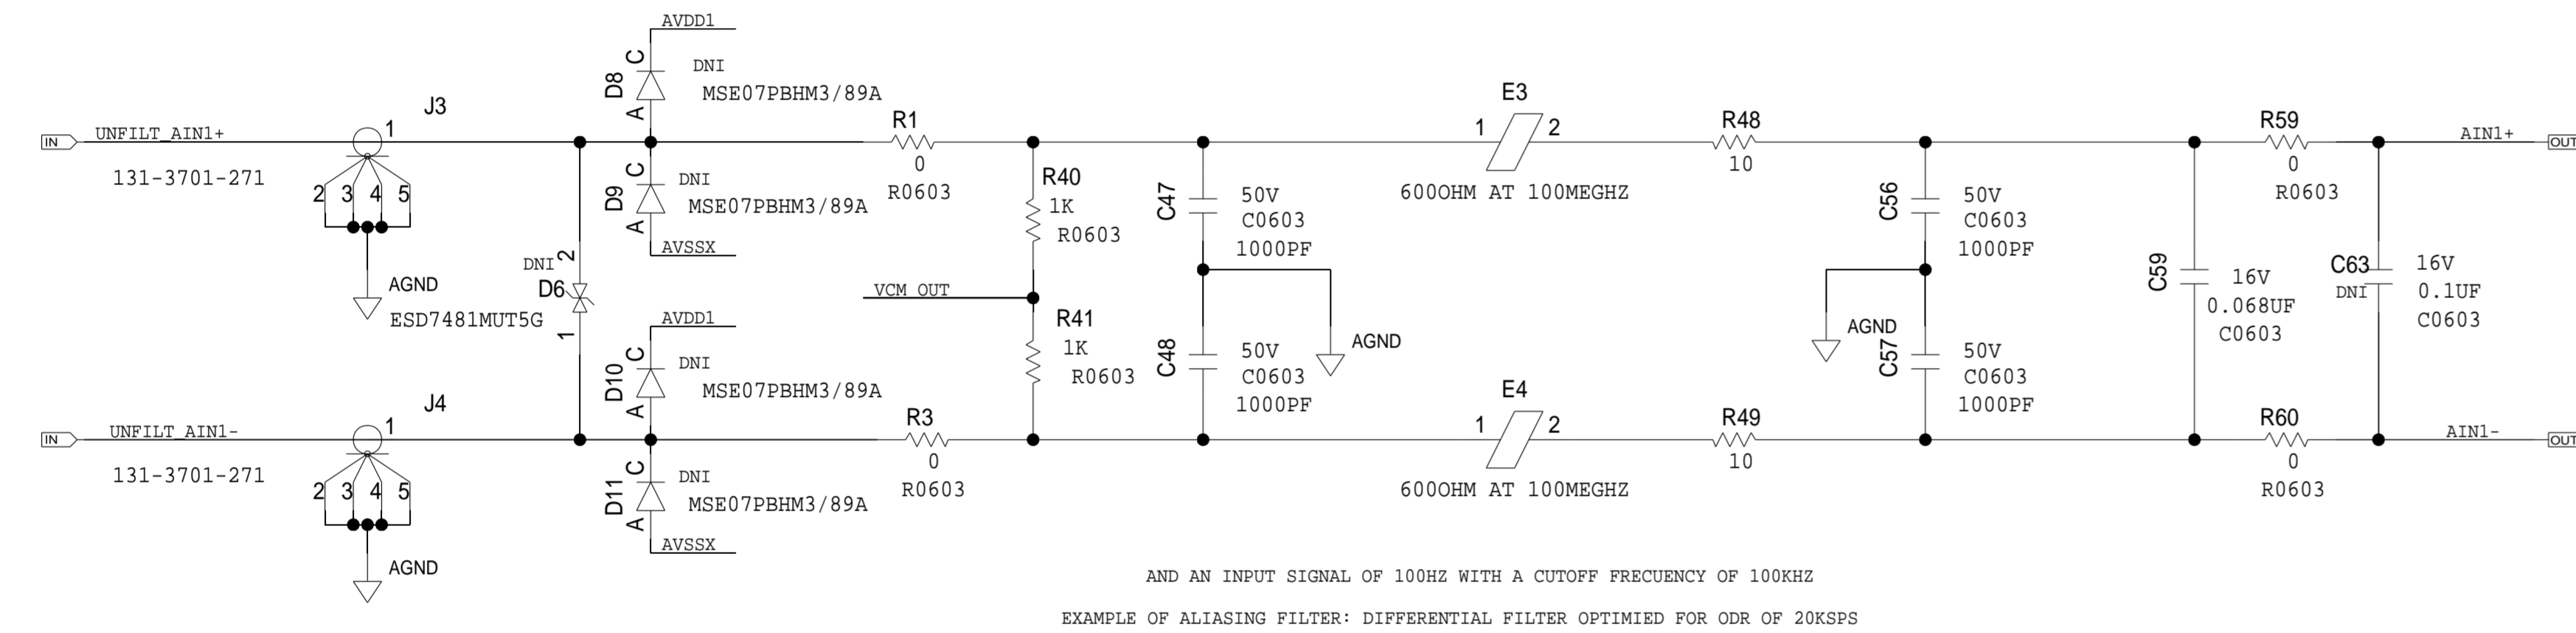 AVDD1
D8
C
A
DNI
MSE07PBHM3/89A
J3
1
IN
UNFILT_AIN1+
131-3701-271
2 3 4 5
AGND
D9
C
A
DNI
MSE07PBHM3/89A
AVSSX
R1
0
R0603
DNI
2
D6
ESD7481MUT5G
1
R40
1K
R0603
VCM_OUT
R41
1K
R0603
C47
50V
C0603
1000PF
AGND
C48
50V
C0603
1000PF
E3
1 2
600OHM AT 100MEGHZ
R48
10
C56
50V
C0603
1000PF
AGND
C57
50V
C0603
1000PF
C59
16V
0.068UF
C0603
R59
0
R0603
C63
DNI
16V
0.1UF
C0603
AIN1+
OUT
AVDD1
D10
C
A
DNI
MSE07PBHM3/89A
J4
1
IN
UNFILT_AIN1-
131-3701-271
2 3 4 5
AGND
D11
C
A
DNI
MSE07PBHM3/89A
AVSSX
R3
0
R0603
E4
1 2
600OHM AT 100MEGHZ
R49
10
R60
0
R0603
AIN1-
OUT
AND AN INPUT SIGNAL OF 100HZ WITH A CUTOFF FRECUENCY OF 100KHZ
EXAMPLE OF ALIASING FILTER: DIFFERENTIAL FILTER OPTIMIED FOR ODR OF 20KSPS